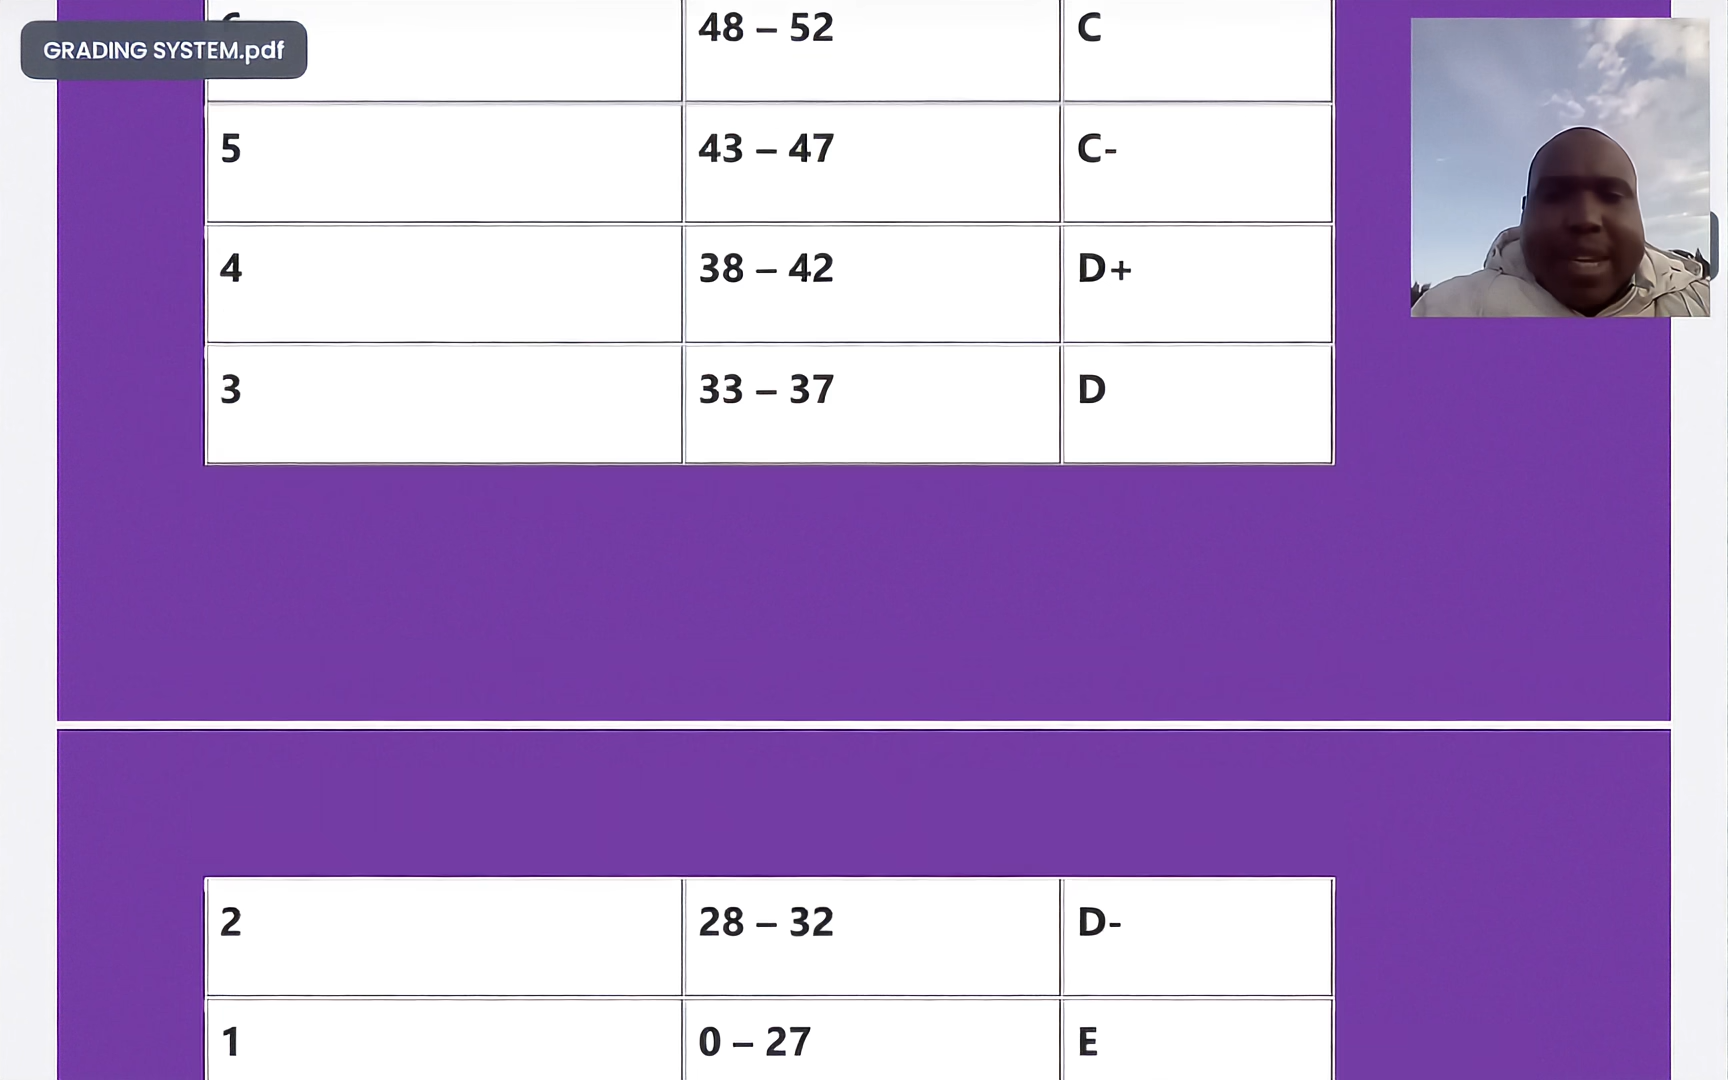 GRADING SYSTEM.pdf
48 – 52 C
5 43 – 47 C-
4 38 – 42 D+
3 33 – 37 D
2 28 – 32 D-
1 0 – 27 E